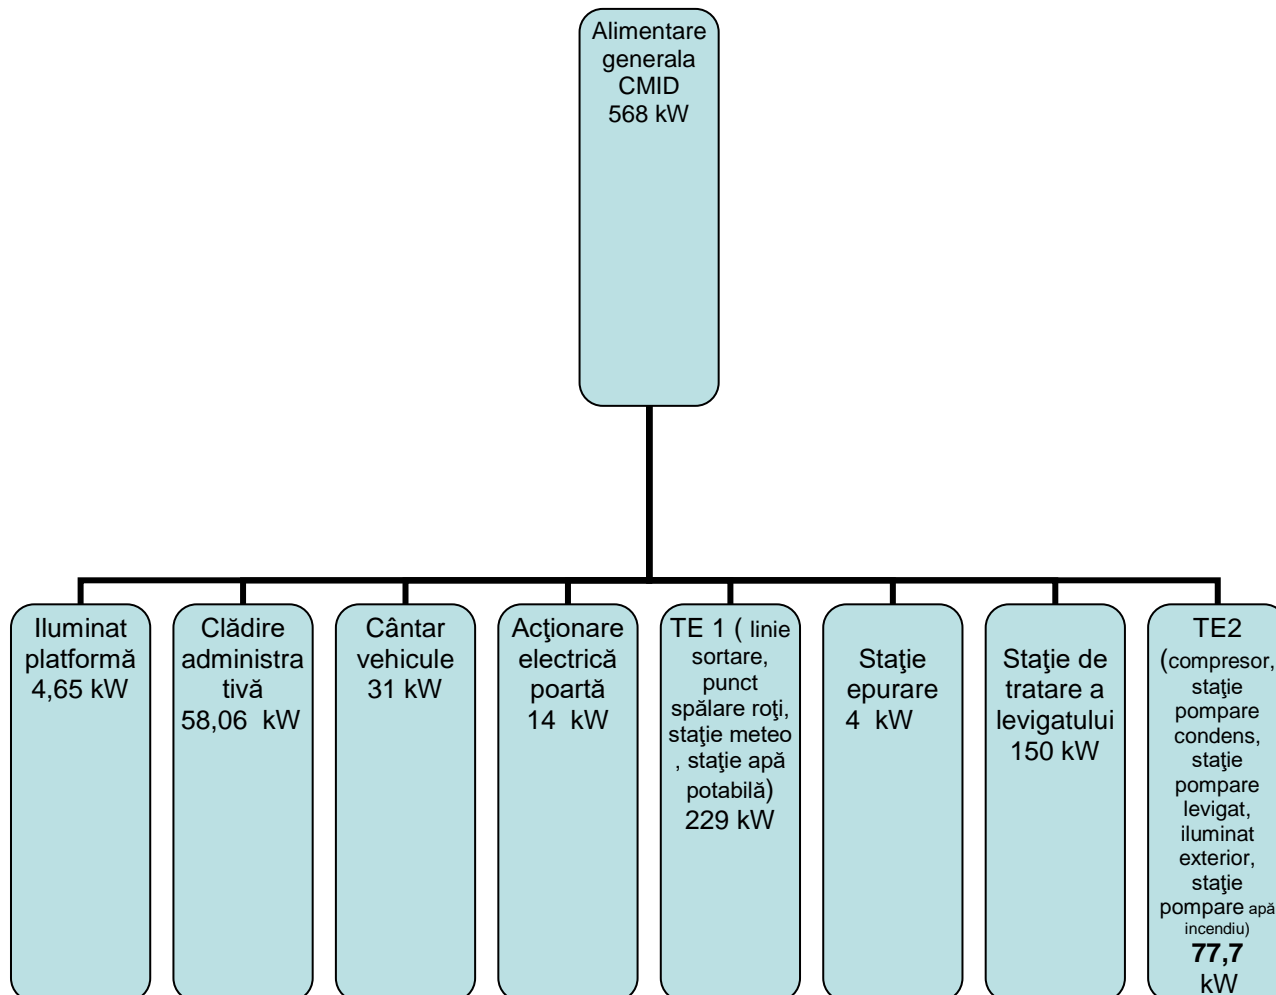 Alimentare
generala
CMID
568 kW
Iluminat
platformă
4,65 kW
Clădire
administra
tivă
58,06 kW
Cântar
vehicule
31 kW
Acţionare
electrică
poartă
14 kW
TE 1 ( linie
sortare,
punct
spălare roţi,
staţie meteo
, staţie apă
potabilă)
229 kW
Staţie
epurare
4 kW
Staţie de
tratare a
levigatului
150 kW
TE2
(compresor,
staţie
pompare
condens,
staţie
pompare
levigat,
iluminat
exterior,
staţie
pompare apă
incendiu)
77,7
kW